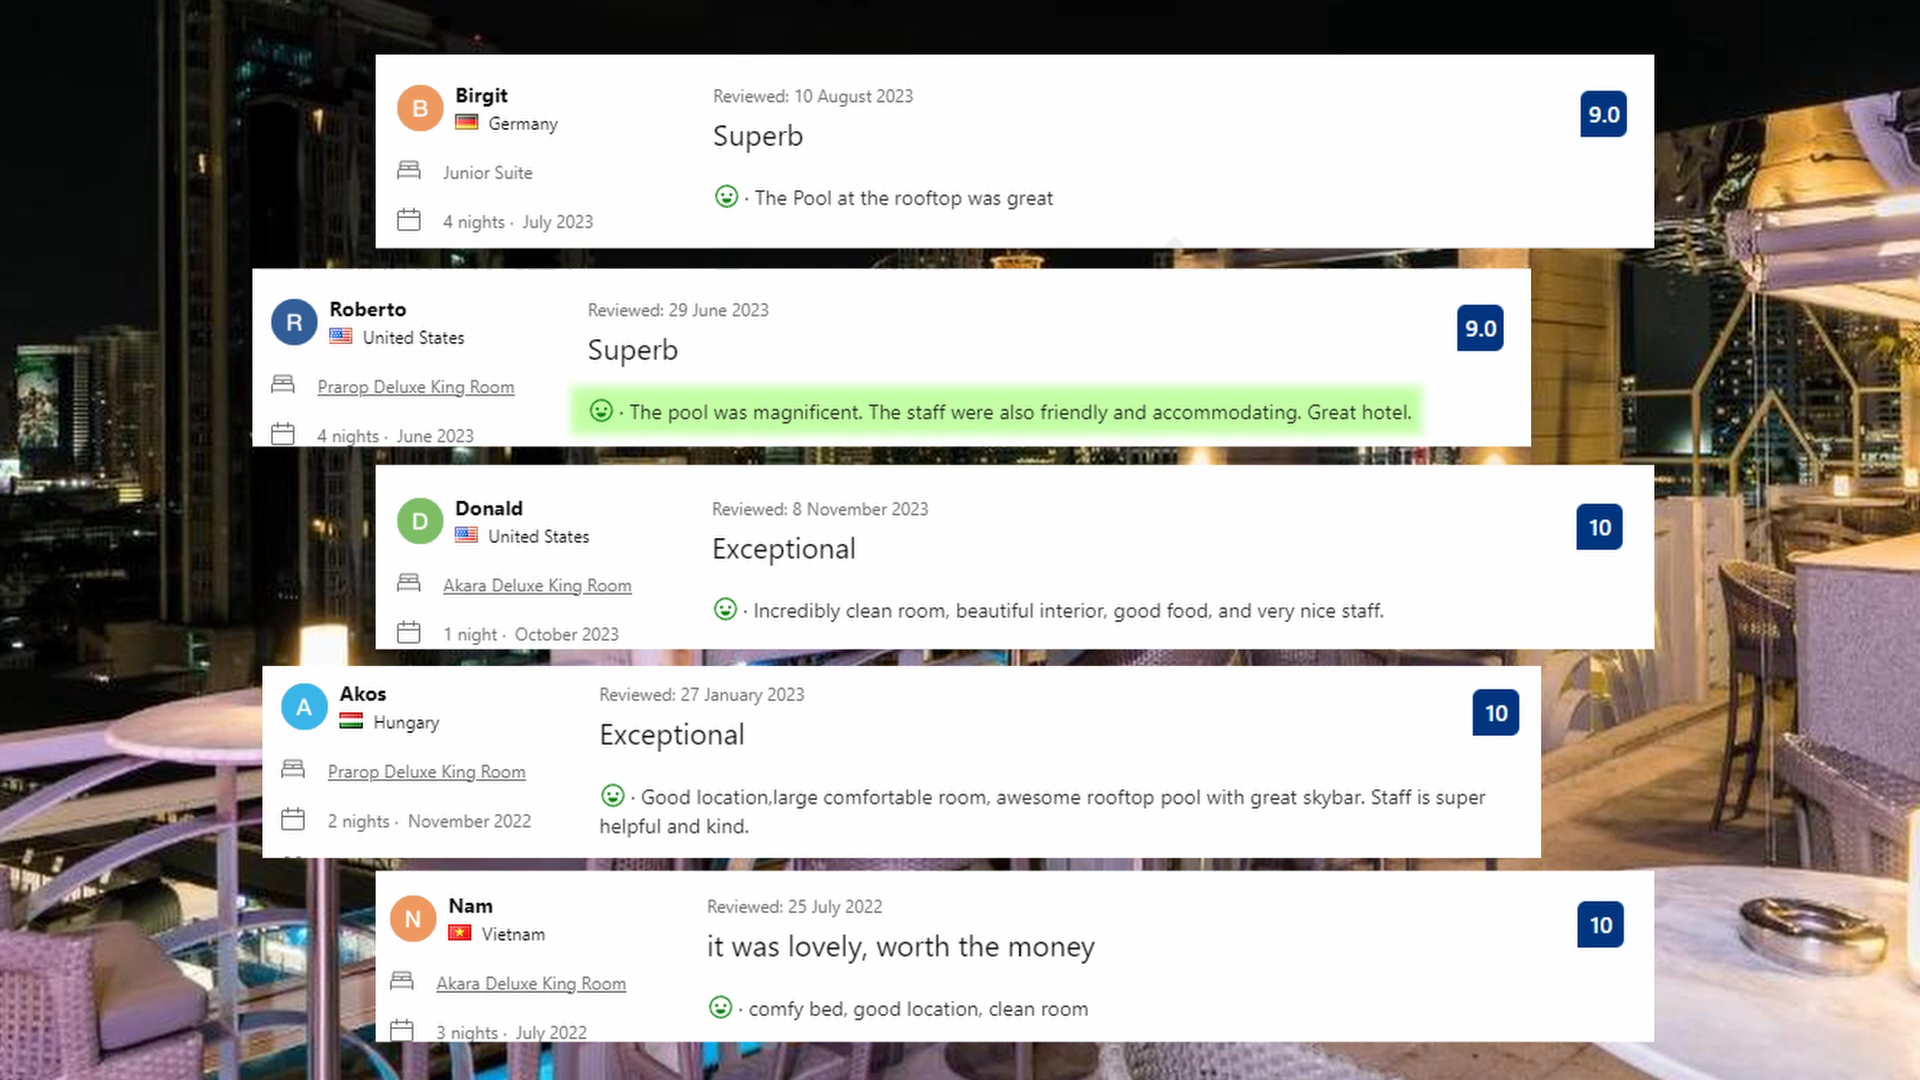 B
Birgit
Germany
Junior Suite
4 nights · July 2023
Reviewed: 10 August 2023
Superb
· The Pool at the rooftop was great
9.0
R
Roberto
United States
Prarop Deluxe King Room
4 nights · June 2023
Reviewed: 29 June 2023
Superb
· The pool was magnificent. The staff were also friendly and accommodating. Great hotel.
9.0
D
Donald
United States
Akara Deluxe King Room
1 night · October 2023
Reviewed: 8 November 2023
Exceptional
· Incredibly clean room, beautiful interior, good food, and very nice staff.
10
A
Akos
Hungary
Prarop Deluxe King Room
2 nights · November 2022
Reviewed: 27 January 2023
Exceptional
· Good location,large comfortable room, awesome rooftop pool with great skybar. Staff is super
helpful and kind.
10
N
Nam
Vietnam
Akara Deluxe King Room
3 nights · July 2022
Reviewed: 25 July 2022
it was lovely, worth the money
· comfy bed, good location, clean room
10